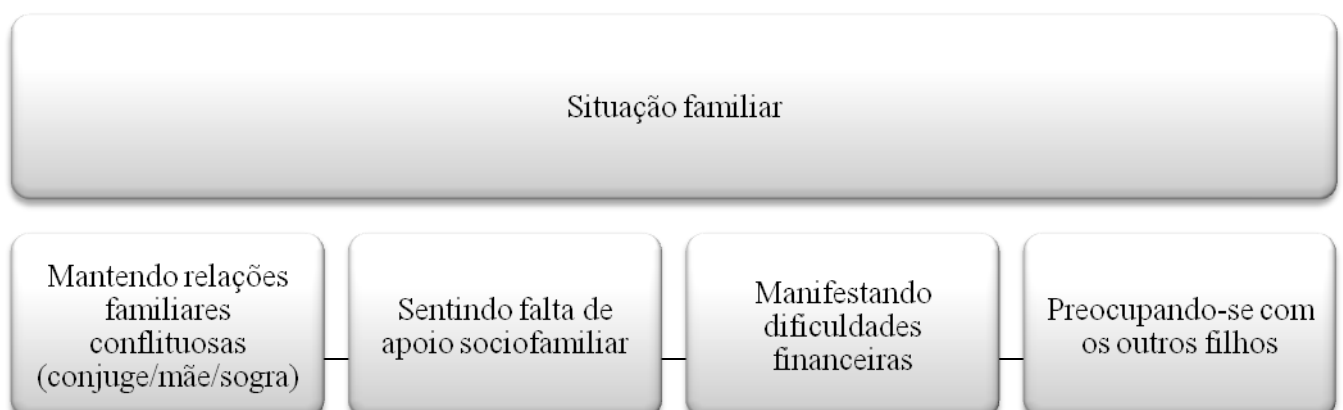 Situação familiar
Mantendo relações
familiares
conflituosas
(conjuge/mãe/sogra)
Sentindo falta de
apoio sociofamiliar
Manifestando
dificuldades
financeiras
Preocupando-se com
os outros filhos